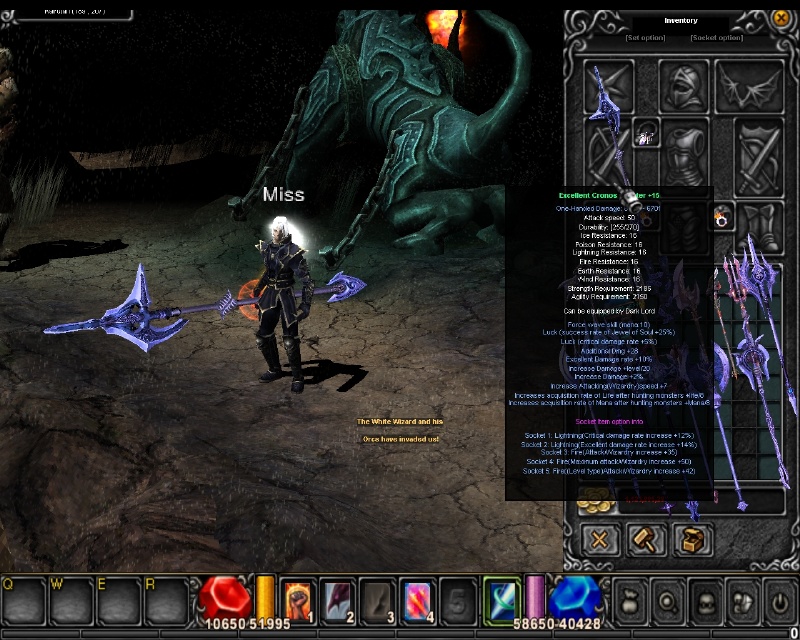 Inventory
[Set option] [Socket option]
Miss
Excellent Cronos +15
One-Handed Damage:
Attack speed: 50
Durability: [255/270]
Ice Resistance: 16
Poison Resistance: 16
Lightning Resistance: 16
Fire Resistance: 16
Earth Resistance: 16
Wind Resistance: 16
Strength Requirement: 2186
Agility Requirement: 2190
Can be equipped by Dark Lord
Force wave skill (mana:10)
Luck (success rate of Jewel of Soul +25%)
Luck (critical damage rate +5%)
Additional Dmg +28
Excellent Damage rate +10%
Increase Damage +level/20
Increase Damage +2%
Increase Attacking(Wizardry)speed +7
Increases acquisition rate of Life after hunting monsters +life/8
Increases acquisition rate of Mana after hunting monsters +Mana/8
Socket item option info
Socket 1: Lightning(Critical damage rate increase +12%)
Socket 2: Lightning(Excellent damage rate increase +14%)
Socket 3: Fire(Attack/Wizardry increase +35)
Socket 4: Fire(Maximum attack/Wizardry increase +50)
Socket 5: Fire((Level type)Attack/Wizardry increase +42)
The White Wizard and his
Orcs have invaded us!
Q W E R
1 2 3 4 5
10650 51995 58650 40428
0